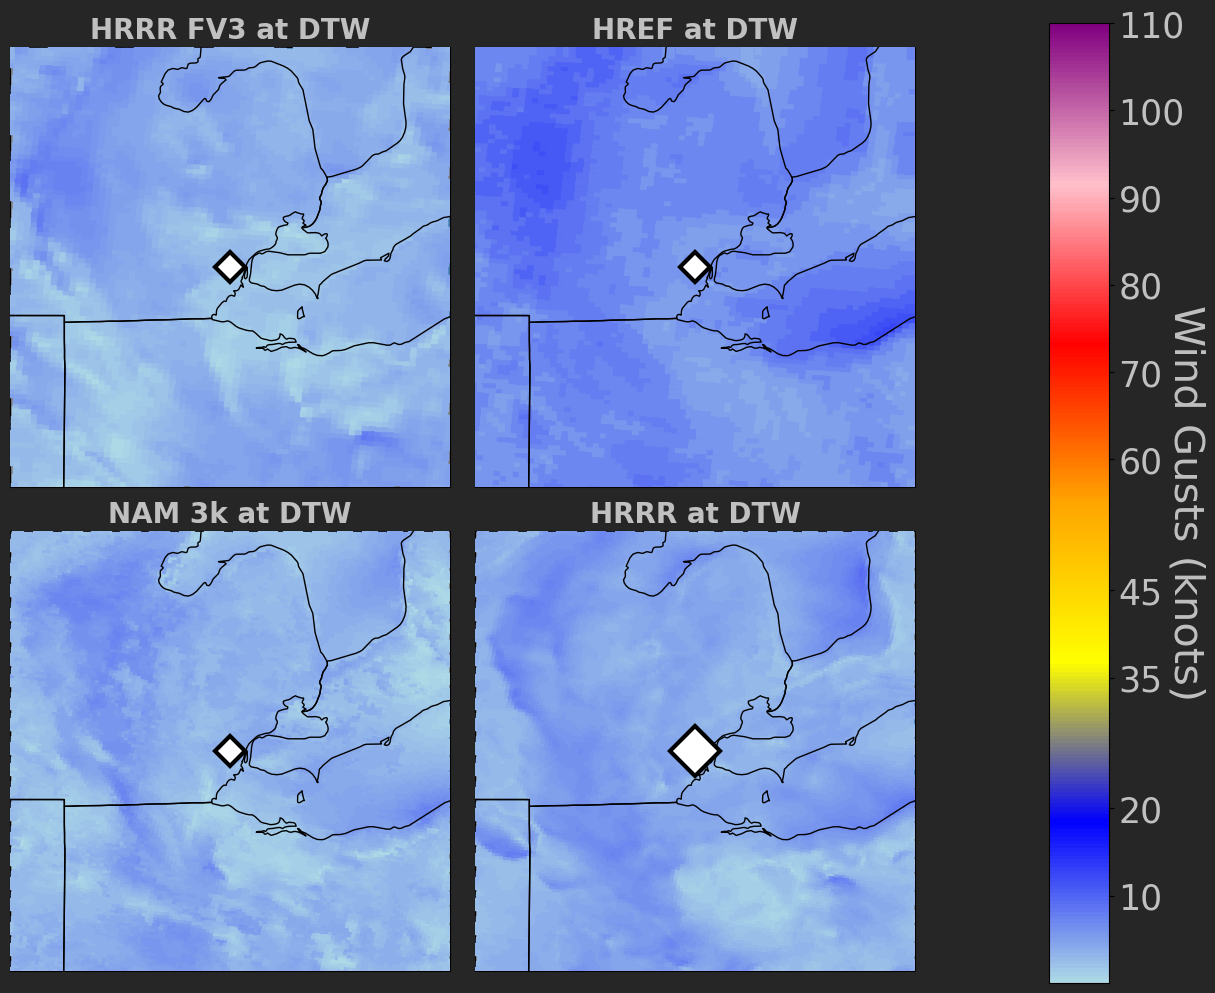 HRRR FV3 at DTW
HREF at DTW
NAM 3k at DTW
HRRR at DTW
110
100
90
80
70
60
45
35
20
10
Wind Gusts (knots)